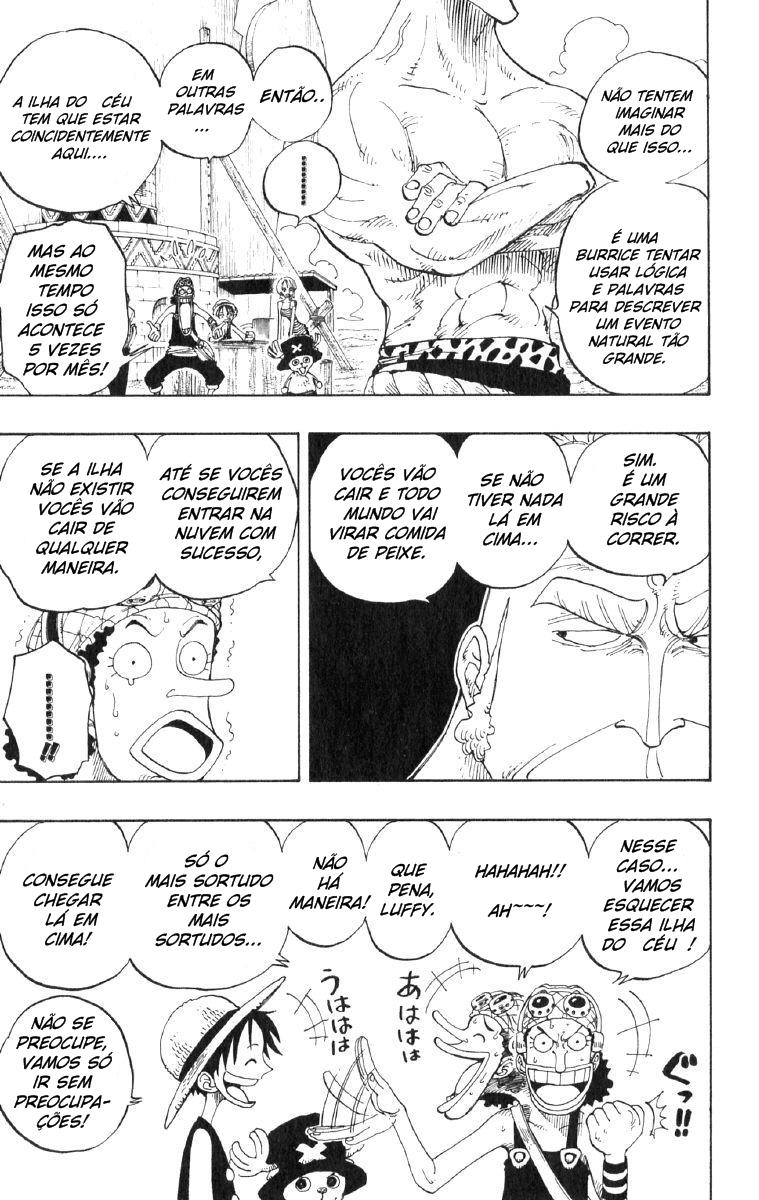 NÃO TENTEM
IMAGINAR
MAIS DO
QUE ISSO...
É UMA
BURRICE TENTAR
USAR LÓGICA
E PALAVRAS
PARA DESCREVER
UM EVENTO
NATURAL TÃO
GRANDE.
ENTÃO..
EM
OUTRAS
PALAVRAS
...
A ILHA DO CÉU
TEM QUE ESTAR
COINCIDENTEMENTE
AQUI....
MAS AO
MESMO
TEMPO
ISSO SÓ
ACONTECE
5 VEZES
POR MÊS!
SIM.
É UM
GRANDE
RISCO À
CORRER.
SE NÃO
TIVER NADA
LÁ EM
CIMA...
VOCÊS VÃO
CAIR E TODO
MUNDO VAI
VIRAR COMIDA
DE PEIXE.
ATÉ SE VOCÊS
CONSEGUIREM
ENTRAR NA
NUVEM COM
SUCESSO,
SE A ILHA
NÃO EXISTIR
VOCÊS VÃO
CAIR DE
QUALQUER
MANEIRA.
.........!!
NESSE
CASO...
VAMOS
ESQUECER
ESSA ILHA
DO CÉU !
HAHAHAH!!
AH~~~!
QUE
PENA,
LUFFY.
NÃO
HÁ
MANEIRA!
SÓ O
MAIS SORTUDO
ENTRE OS
MAIS
SORTUDOS...
CONSEGUE
CHEGAR
LÁ EM
CIMA!
NÃO SE
PREOCUPE,
VAMOS SÓ
IR SEM
PREOCUPA-
ÇÕES!
ぐっ!!
あははは
うはははは